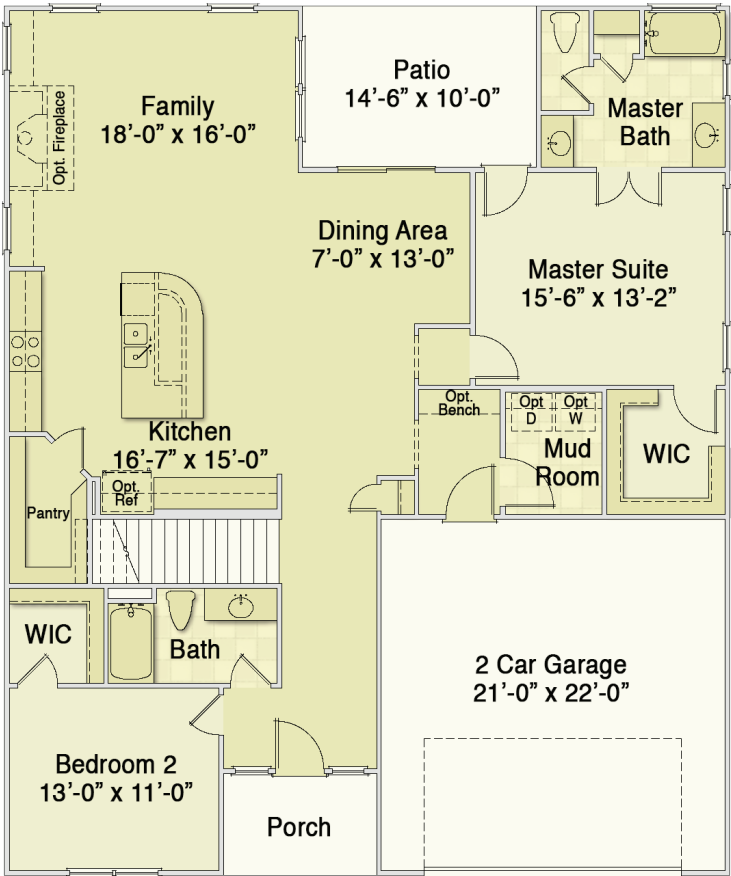 Patio
14’-6” x 10’-0”
Family
18’-0” x 16’-0”
Opt. Fireplace
Master
Bath
Dining Area
7’-0” x 13’-0”
Master Suite
15’-6” x 13’-2”
Opt.
Bench
Opt
D
Opt
W
Kitchen
16’-7” x 15’-0”
Mud
Room
WIC
Opt.
Ref
Pantry
WIC
Bath
2 Car Garage
21’-0” x 22’-0”
Bedroom 2
13’-0” x 11’-0”
Porch